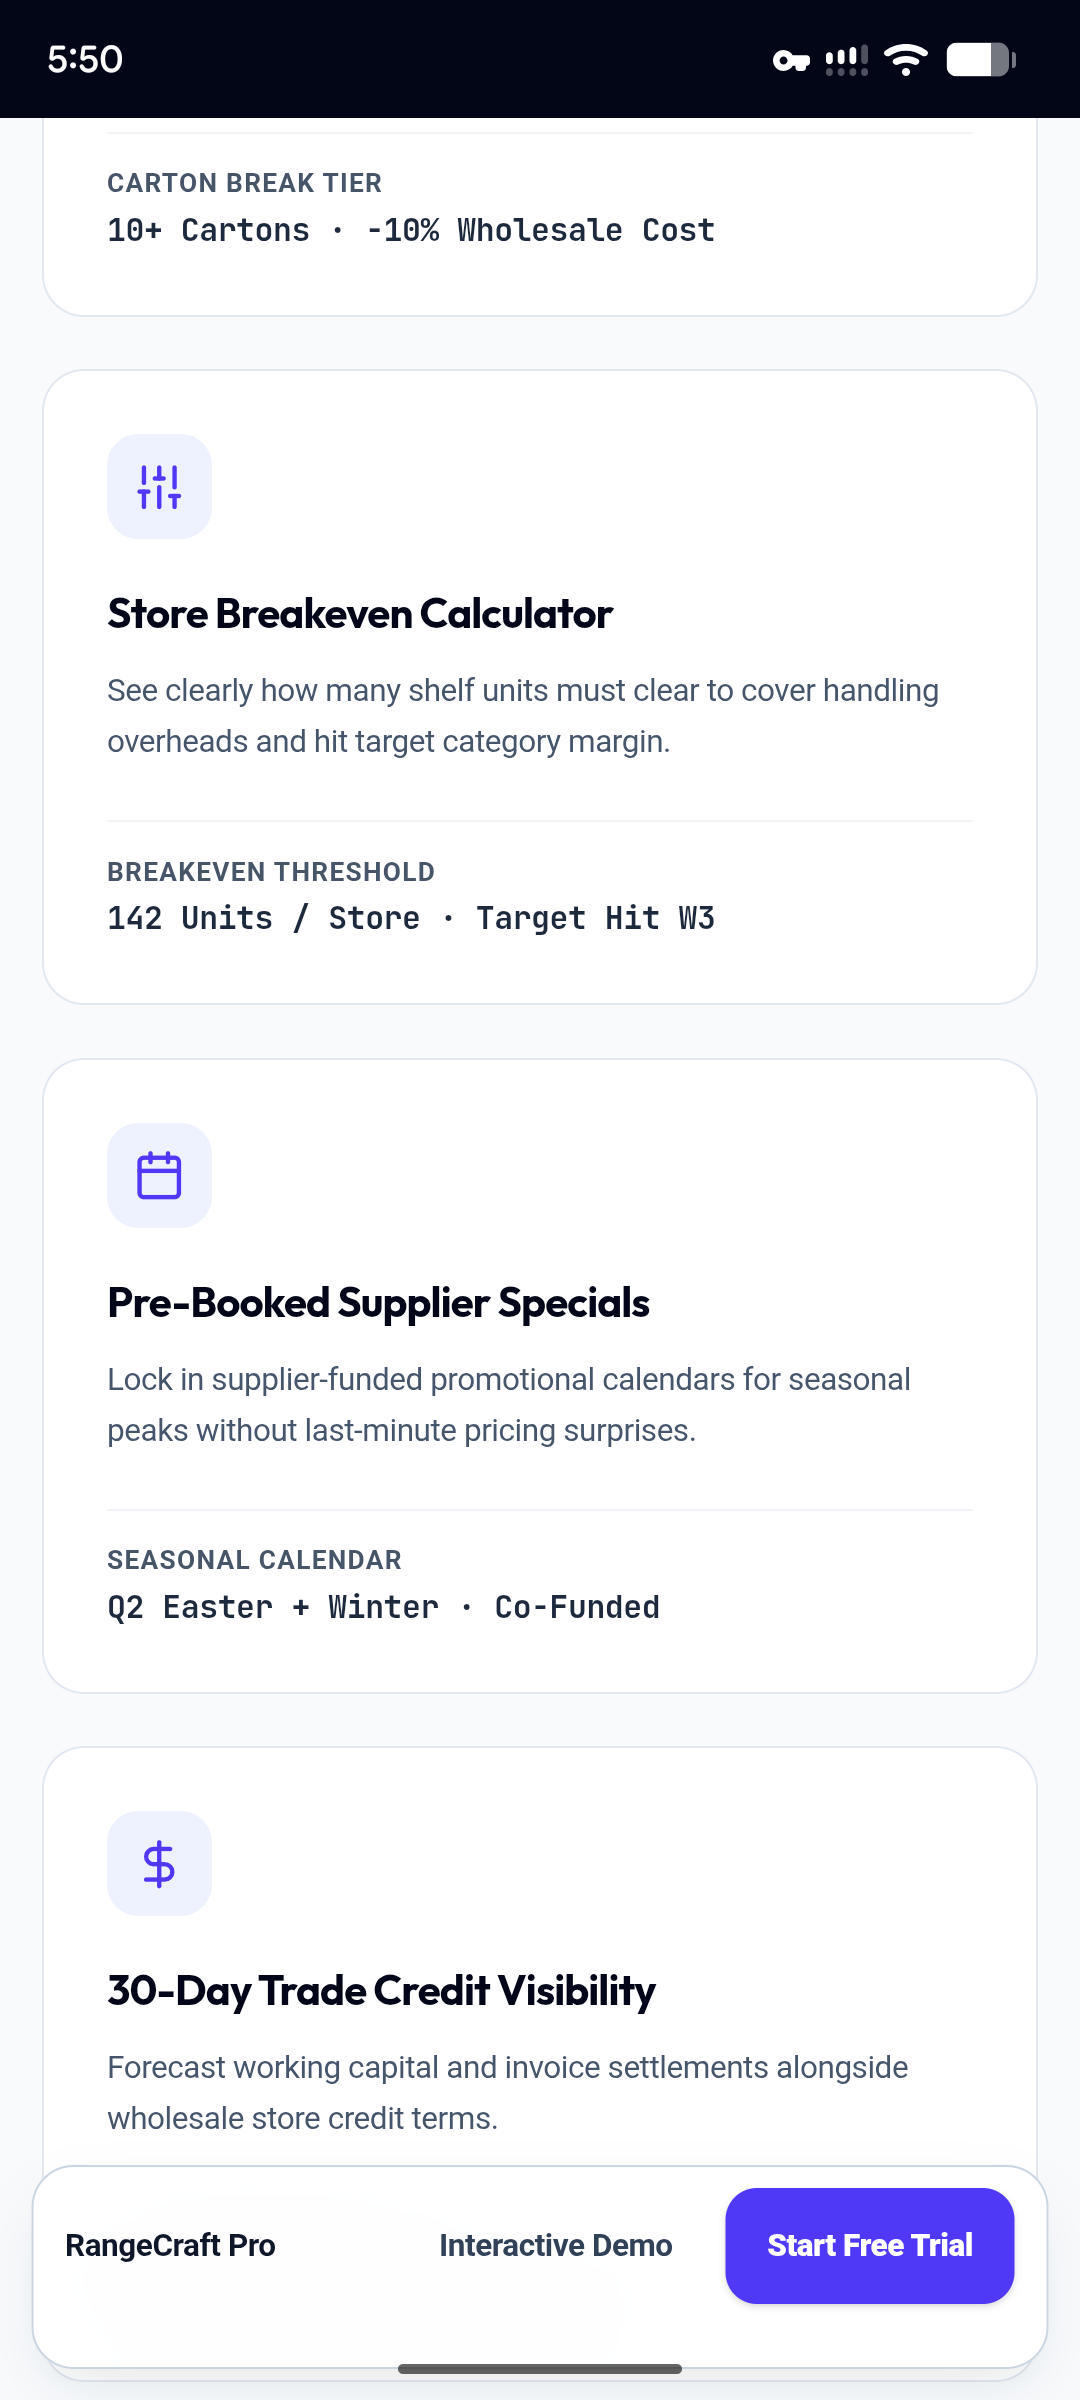 5:50
CARTON BREAK TIER
10+ Cartons · -10% Wholesale Cost
Store Breakeven Calculator
See clearly how many shelf units must clear to cover handling
overheads and hit target category margin.
BREAKEVEN THRESHOLD
142 Units / Store · Target Hit W3
Pre-Booked Supplier Specials
Lock in supplier-funded promotional calendars for seasonal
peaks without last-minute pricing surprises.
SEASONAL CALENDAR
Q2 Easter + Winter · Co-Funded
30-Day Trade Credit Visibility
Forecast working capital and invoice settlements alongside
wholesale store credit terms.
RangeCraft Pro Interactive Demo Start Free Trial